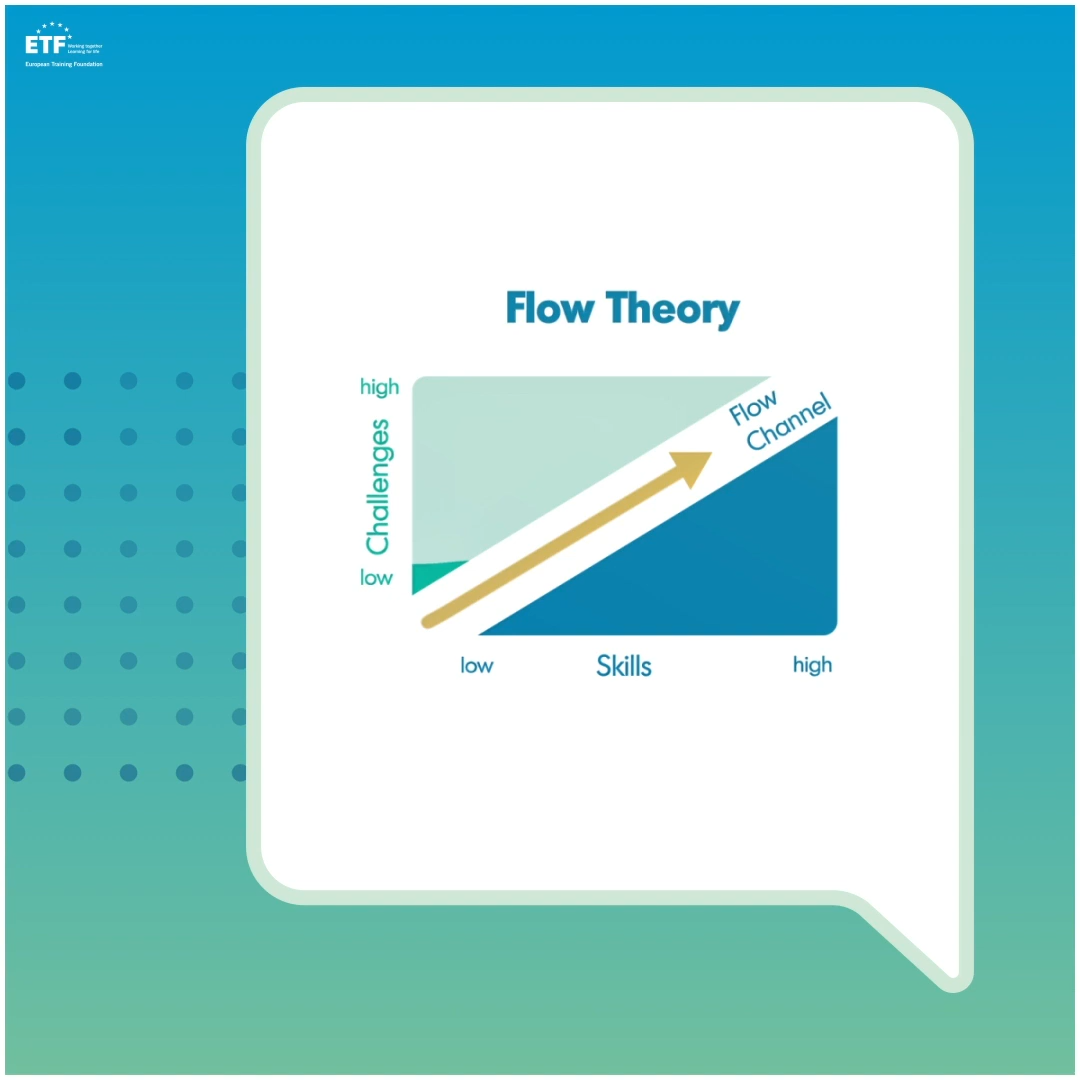 ETF
Working together
Learning for life
European Training Foundation
Flow Theory
high
Challenges
low
Flow
Channel
low
Skills
high